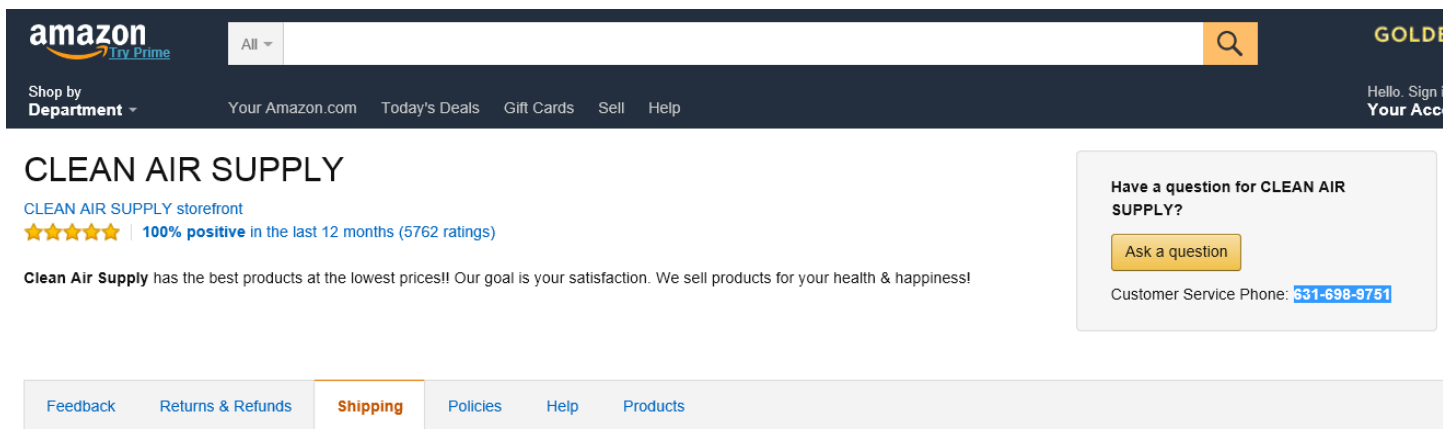 amazon
Try Prime
All
GOLDE
Shop by
Department
Your Amazon.com Today's Deals Gift Cards Sell Help
Hello. Sign i
Your Acc
CLEAN AIR SUPPLY
CLEAN AIR SUPPLY storefront
100% positive in the last 12 months (5762 ratings)
Clean Air Supply has the best products at the lowest prices!! Our goal is your satisfaction. We sell products for your health & happiness!
Have a question for CLEAN AIR
SUPPLY?
Ask a question
Customer Service Phone: 631-698-9751
Feedback Returns & Refunds Shipping Policies Help Products